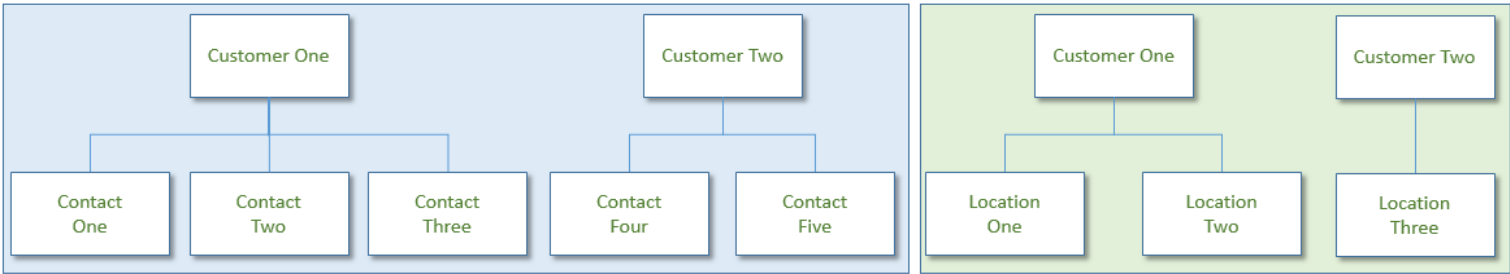 Customer One
Customer Two
Contact
One
Contact
Two
Contact
Three
Contact
Four
Contact
Five
Customer One
Customer Two
Location
One
Location
Two
Location
Three